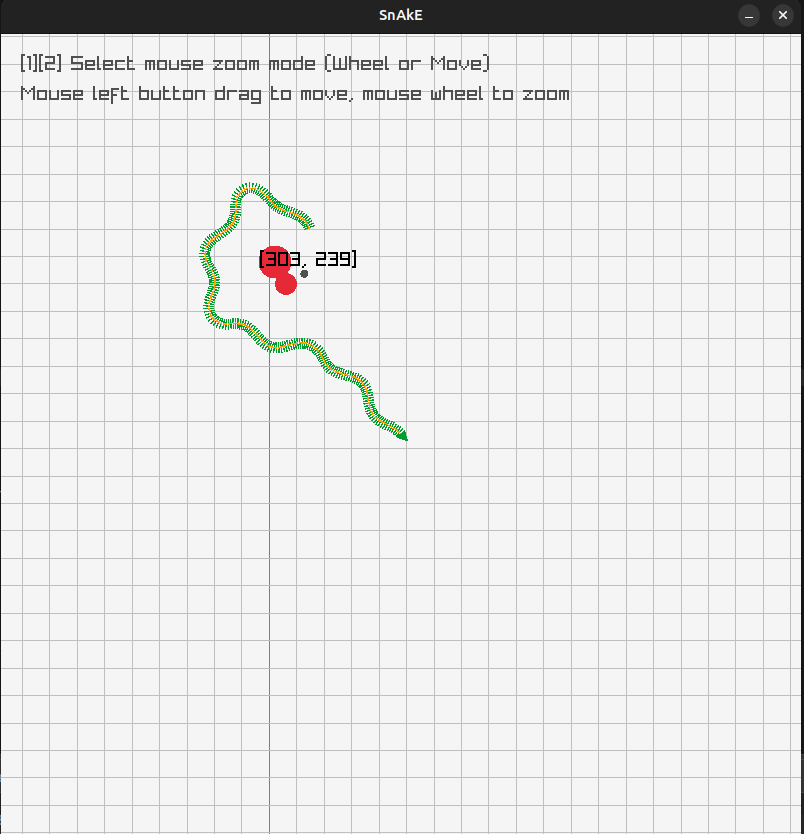 SnAkE
[1][2] Select mouse zoom mode (Wheel or Move)
Mouse left button drag to move, mouse wheel to zoom
[303, 239]